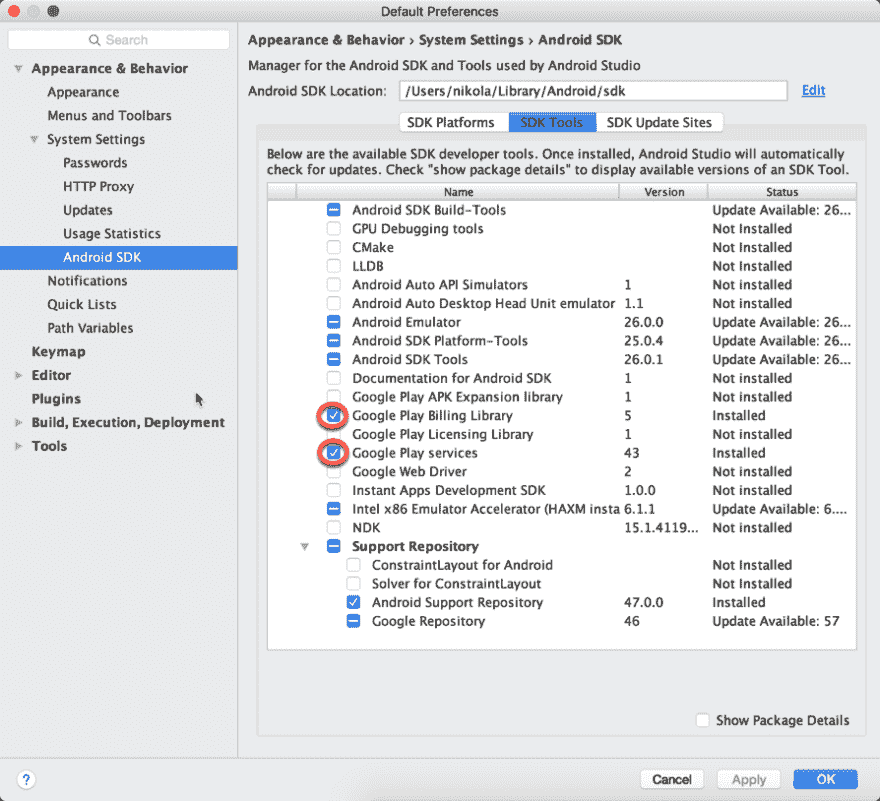 Default Preferences
Search
Appearance & Behavior
Appearance
Menus and Toolbars
System Settings
Passwords
HTTP Proxy
Updates
Usage Statistics
Android SDK
Notifications
Quick Lists
Path Variables
Keymap
Editor
Plugins
Build, Execution, Deployment
Tools
Appearance & Behavior › System Settings › Android SDK
Manager for the Android SDK and Tools used by Android Studio
Android SDK Location: /Users/nikola/Library/Android/sdk Edit
SDK Platforms SDK Tools SDK Update Sites
Below are the available SDK developer tools. Once installed, Android Studio will automatically
check for updates. Check "show package details" to display available versions of an SDK Tool.
Name Version Status
Android SDK Build-Tools Update Available: 26...
GPU Debugging tools Not Installed
CMake Not Installed
LLDB Not Installed
Android Auto API Simulators 1 Not installed
Android Auto Desktop Head Unit emulator 1.1 Not installed
Android Emulator 26.0.0 Update Available: 26...
Android SDK Platform-Tools 25.0.4 Update Available: 26...
Android SDK Tools 26.0.1 Update Available: 26...
Documentation for Android SDK 1 Not installed
Google Play APK Expansion library 1 Not installed
Google Play Billing Library 5 Installed
Google Play Licensing Library 1 Not installed
Google Play services 43 Installed
Google Web Driver 2 Not installed
Instant Apps Development SDK 1.0.0 Not installed
Intel x86 Emulator Accelerator (HAXM insta 6.1.1 Update Available: 6....
NDK 15.1.4119... Not installed
Support Repository
ConstraintLayout for Android Not Installed
Solver for ConstraintLayout Not Installed
Android Support Repository 47.0.0 Installed
Google Repository 46 Update Available: 57
Show Package Details
? Cancel Apply OK